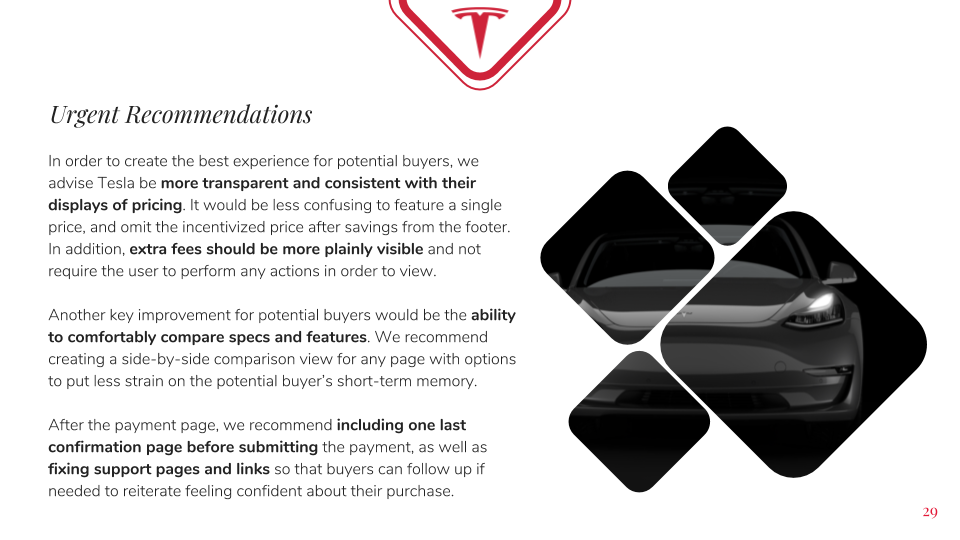 Urgent Recommendations
In order to create the best experience for potential buyers, we
advise Tesla be more transparent and consistent with their
displays of pricing. It would be less confusing to feature a single
price, and omit the incentivized price after savings from the footer.
In addition, extra fees should be more plainly visible and not
require the user to perform any actions in order to view.
Another key improvement for potential buyers would be the ability
to comfortably compare specs and features. We recommend
creating a side-by-side comparison view for any page with options
to put less strain on the potential buyer’s short-term memory.
After the payment page, we recommend including one last
confirmation page before submitting the payment, as well as
fixing support pages and links so that buyers can follow up if
needed to reiterate feeling confident about their purchase.
29